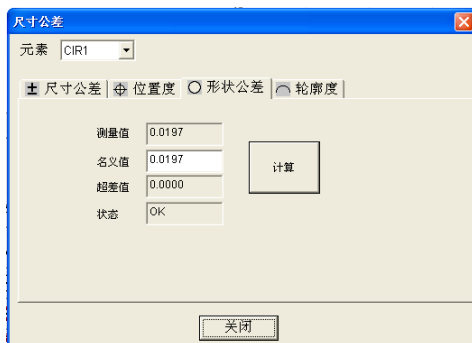 尺寸公差
元素 CIR1
尺寸公差 位置度 形状公差 轮廓度
测量值 0.0197
名义值 0.0197
计算
超差值 0.0000
状态 OK
关闭